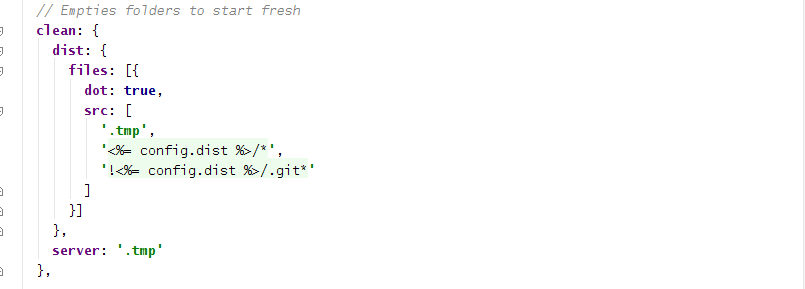 // Empties folders to start fresh
clean: {
dist: {
files: [{
dot: true,
src: [
'.tmp',
'<%= config.dist %>/*',
'!<%= config.dist %>/.git*'
]
}]
},
server: '.tmp'
},